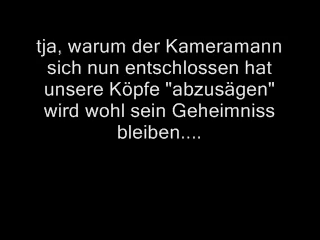 tja, warum der Kameramann
sich nun entschlossen hat
unsere Köpfe "abzusägen"
wird wohl sein Geheimniss
bleiben....